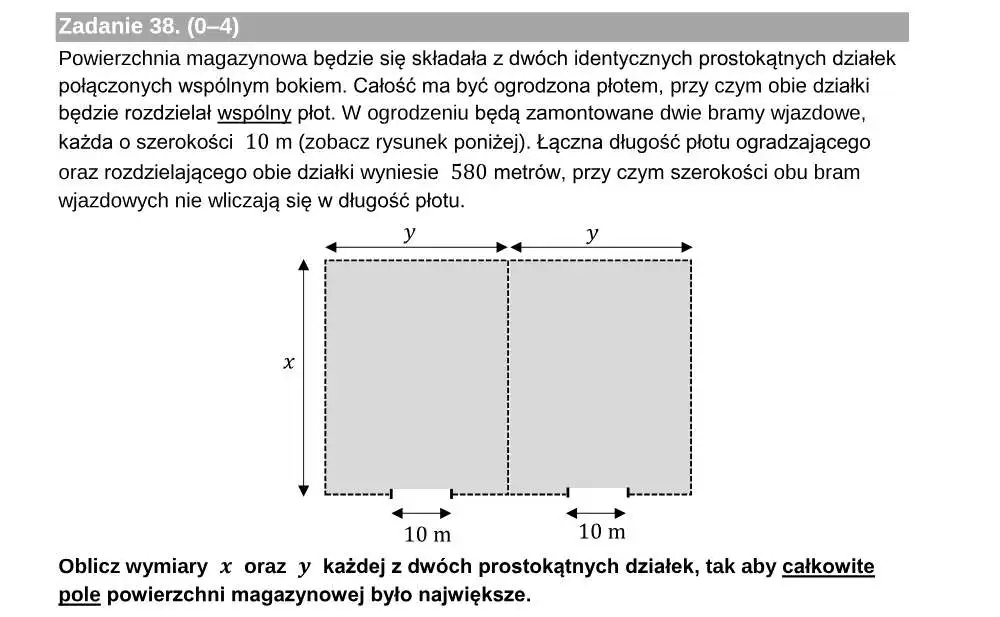 Zadanie 38. (0–4)
Powierzchnia magazynowa będzie się składała z dwóch identycznych prostokątnych działek
połączonych wspólnym bokiem. Całość ma być ogrodzona płotem, przy czym obie działki
będzie rozdzielał wspólny płot. W ogrodzeniu będą zamontowane dwie bramy wjazdowe,
każda o szerokości 10 m (zobacz rysunek poniżej). Łączna długość płotu ogradzającego
oraz rozdzielającego obie działki wyniesie 580 metrów, przy czym szerokości obu bram
wjazdowych nie wliczają się w długość płotu.
y y
x
10 m 10 m
Oblicz wymiary x oraz y każdej z dwóch prostokątnych działek, tak aby całkowite
pole powierzchni magazynowej było największe.